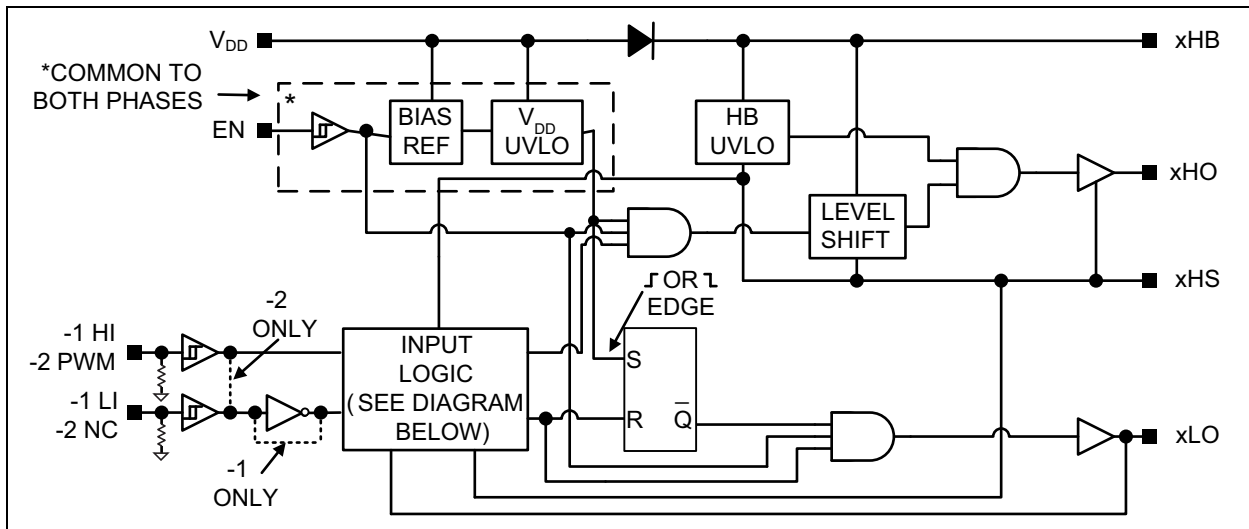 VDD
xHB
*COMMON TO
BOTH PHASES
*
EN
BIAS
REF
VDD
UVLO
HB
UVLO
xHO
LEVEL
SHIFT
xHS
OR
EDGE
-2
ONLY
-1 HI
-2 PWM
INPUT
LOGIC
(SEE DIAGRAM
BELOW)
S
R
Q
-1 LI
-2 NC
xLO
-1
ONLY